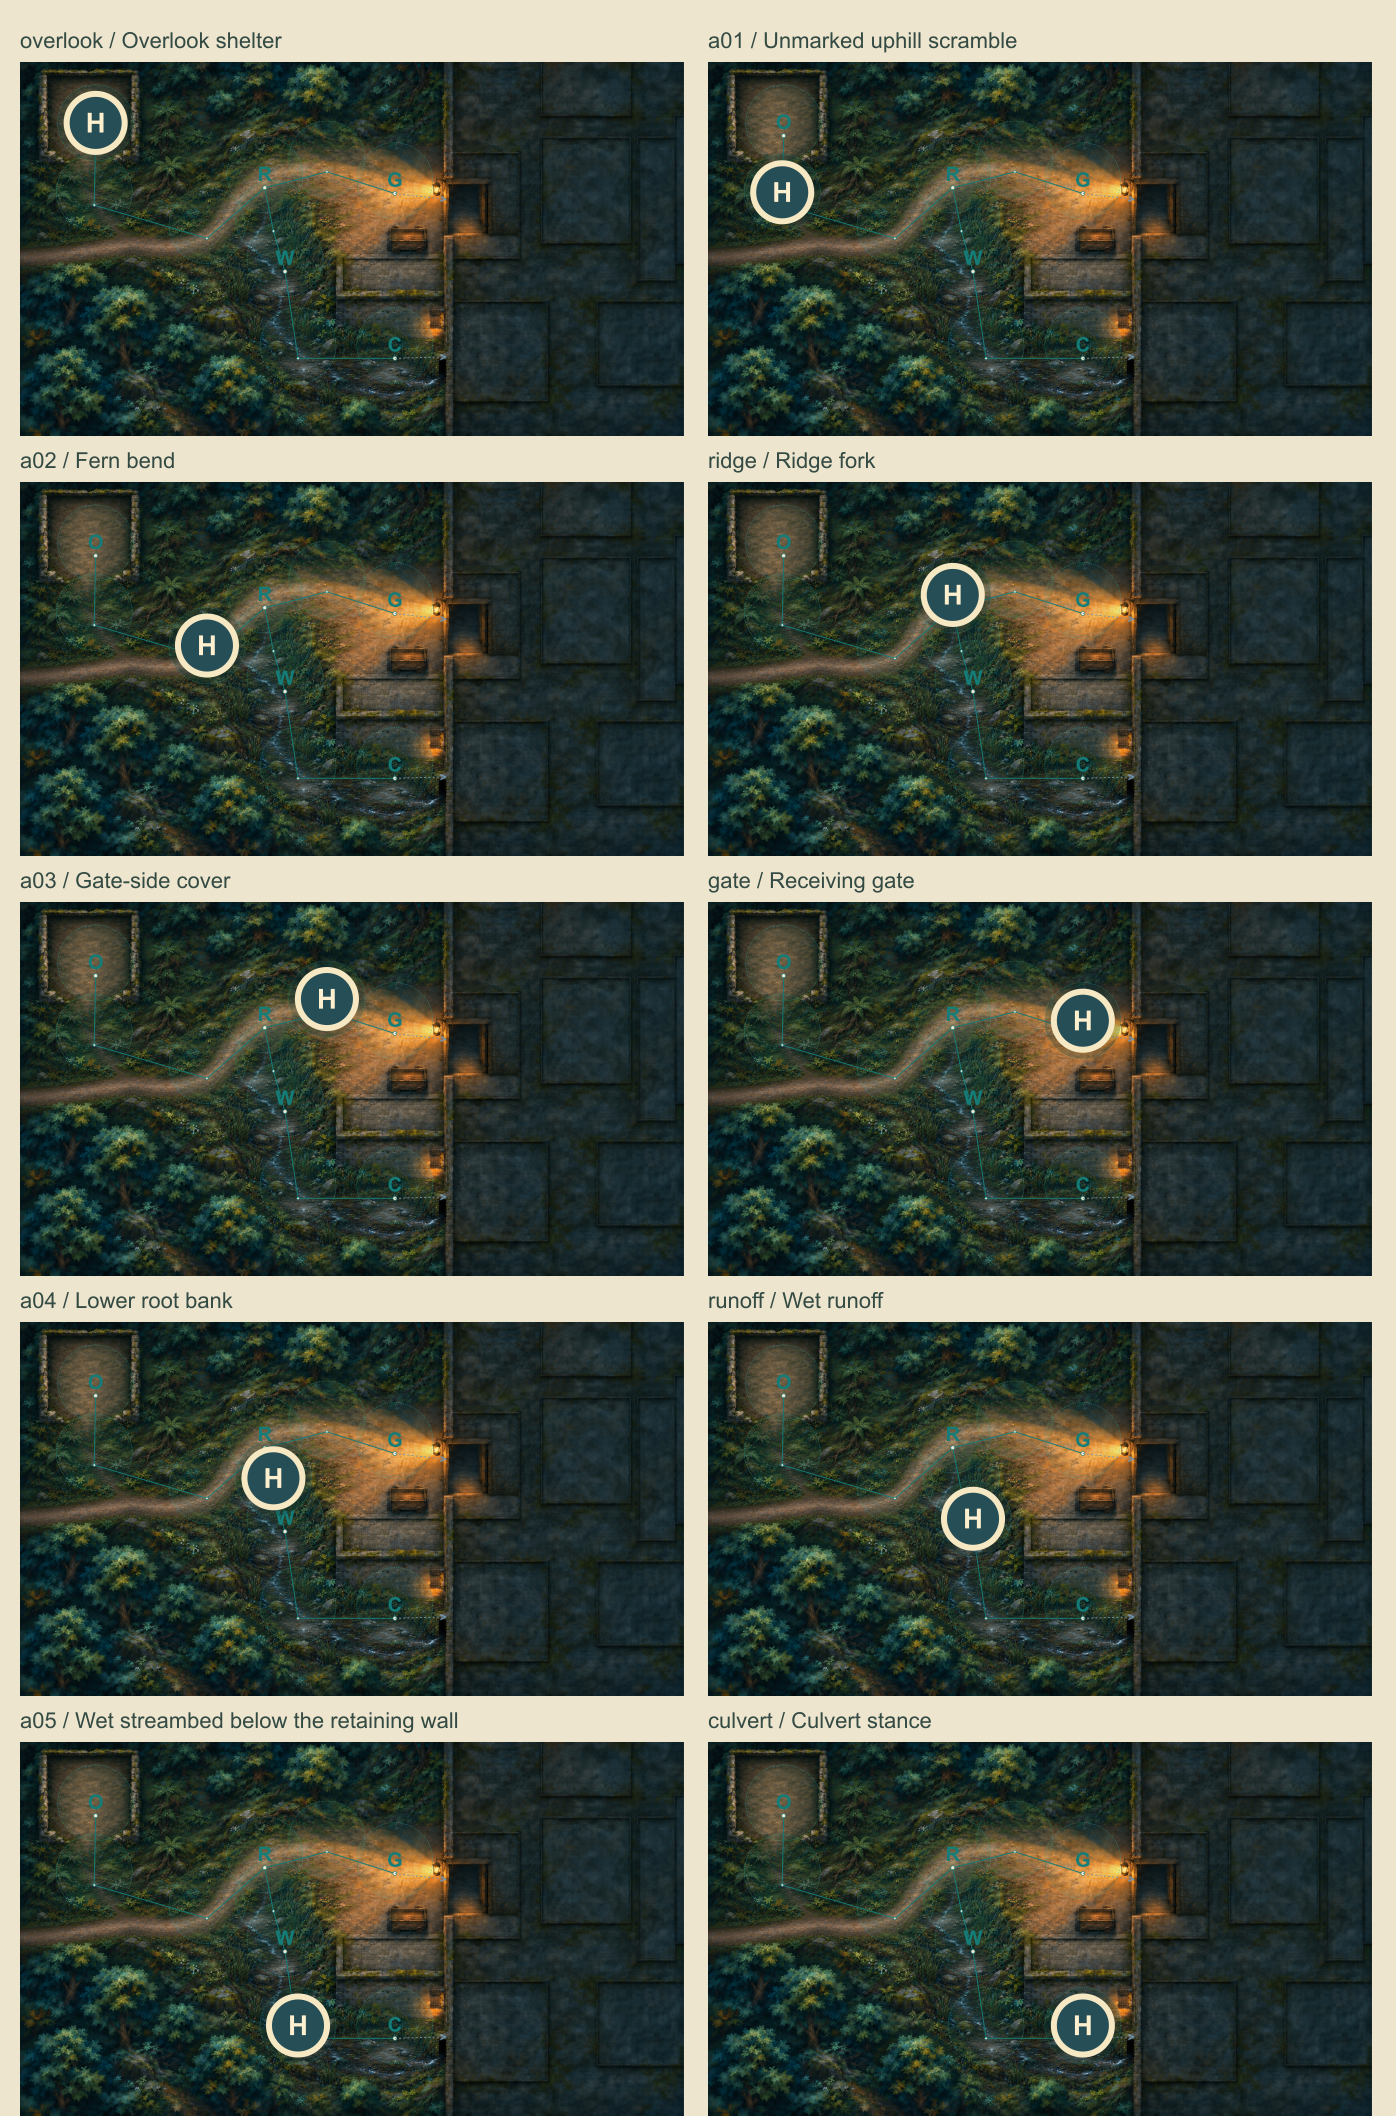 overlook / Overlook shelter
H
R
G
W
C
a01 / Unmarked uphill scramble
O
H
R
G
W
C
a02 / Fern bend
O
H
R
G
W
C
ridge / Ridge fork
O
H
G
W
C
a03 / Gate-side cover
O
H
R
G
W
C
gate / Receiving gate
O
H
R
W
C
a04 / Lower root bank
O
R
G
H
W
C
runoff / Wet runoff
O
R
G
H
C
a05 / Wet streambed below the retaining wall
O
R
G
W
H
C
culvert / Culvert stance
O
R
G
W
H